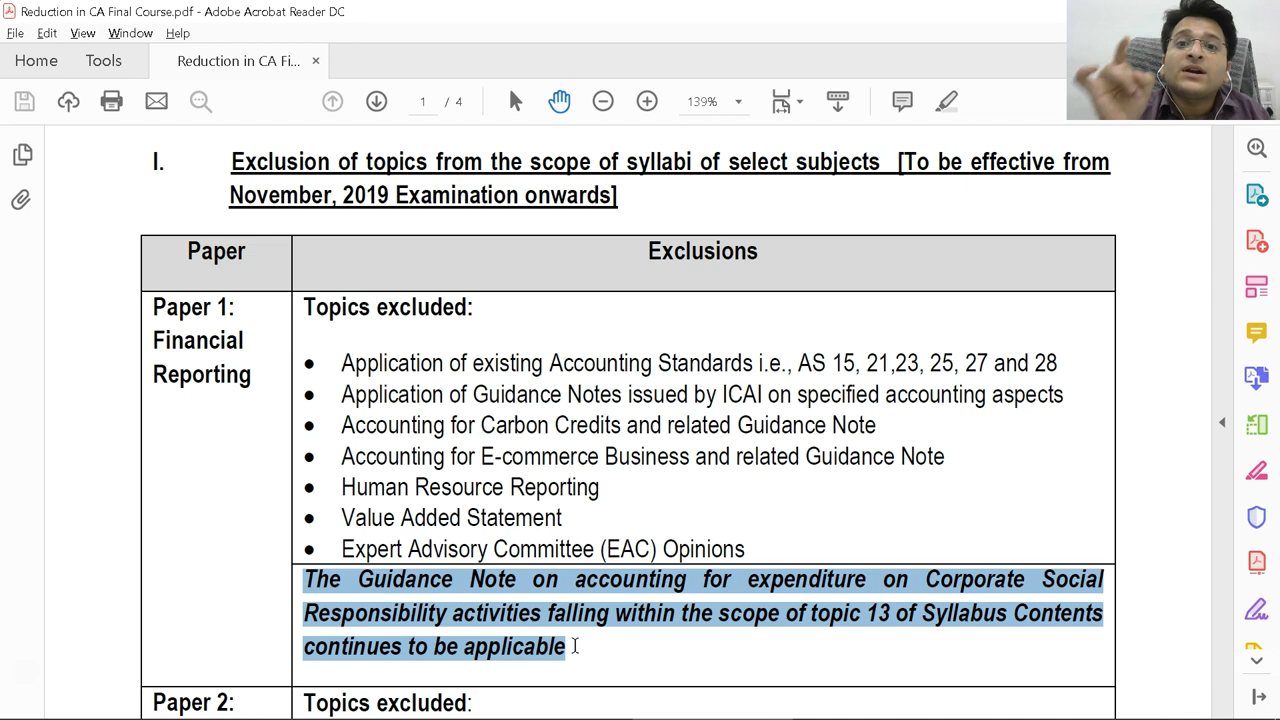 Reduction in CA Final Course.pdf - Adobe Acrobat Reader DC
File Edit View Window Help
Home Tools Reduction in CA Fi... ×
1 / 4 139%
I. Exclusion of topics from the scope of syllabi of select subjects [To be effective from
November, 2019 Examination onwards]
Paper Exclusions
Paper 1:
Financial
Reporting
Topics excluded:
• Application of existing Accounting Standards i.e., AS 15, 21,23, 25, 27 and 28
• Application of Guidance Notes issued by ICAI on specified accounting aspects
• Accounting for Carbon Credits and related Guidance Note
• Accounting for E-commerce Business and related Guidance Note
• Human Resource Reporting
• Value Added Statement
• Expert Advisory Committee (EAC) Opinions
The Guidance Note on accounting for expenditure on Corporate Social
Responsibility activities falling within the scope of topic 13 of Syllabus Contents
continues to be applicable
Paper 2: Topics excluded: